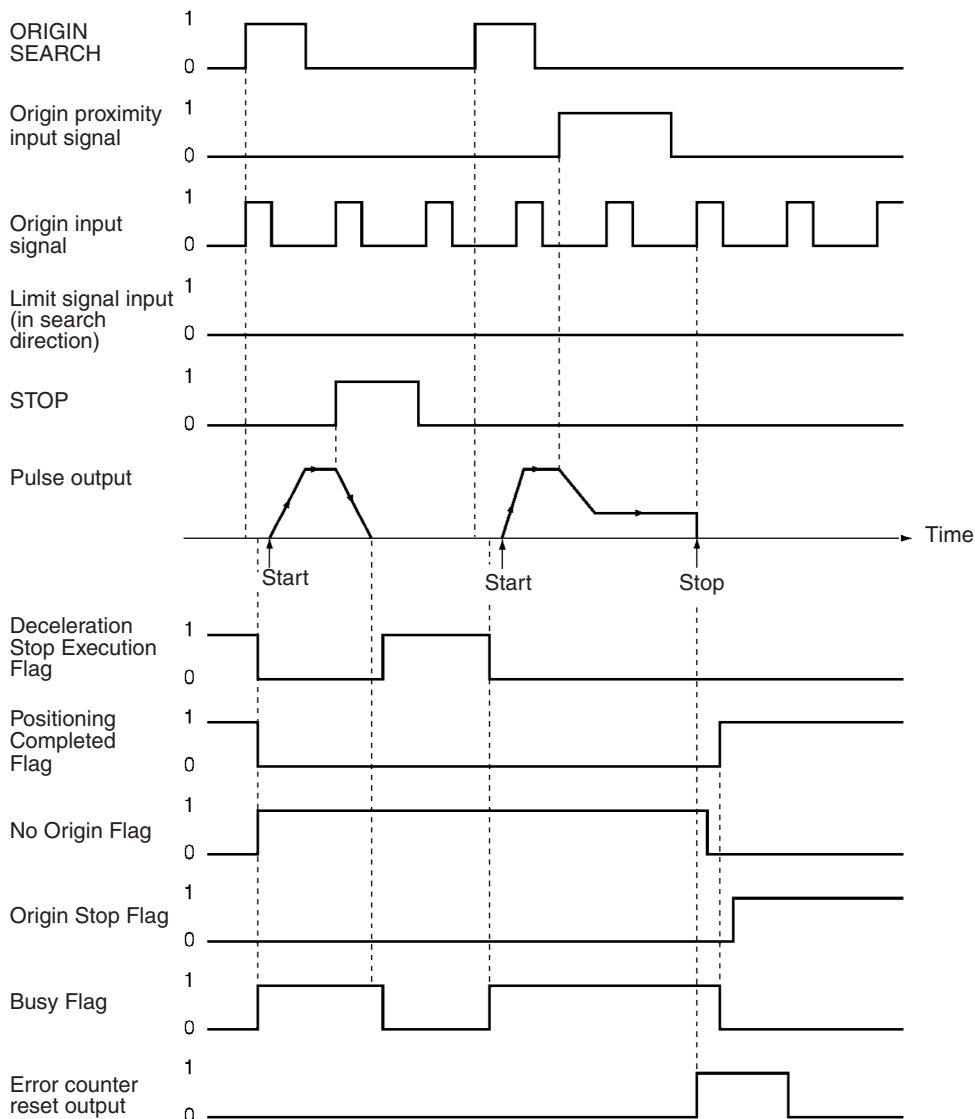 ORIGIN
SEARCH
1
0
Origin proximity
input signal
1
0
Origin input
signal
1
0
Limit signal input
(in search
direction)
1
0
STOP
1
0
Pulse output
Time
Start
Start
Stop
Deceleration
Stop Execution
Flag
1
0
Positioning
Completed
Flag
1
0
No Origin Flag
1
0
Origin Stop Flag
1
0
Busy Flag
1
0
Error counter
reset output
1
0